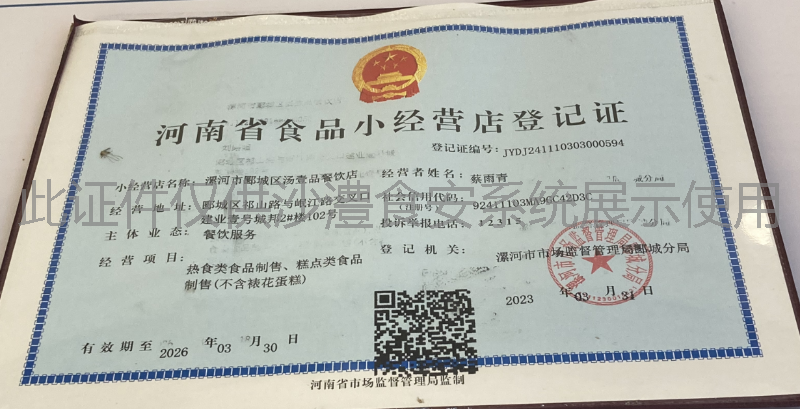 河南省食品小经营店登记证
登记证编号: JYDJ241110303000594
小经营店名称: 漯河市郾城区汤壹品餐饮店
经营者姓名: 蔡雨青
经营地址: 郾城区祁山路与岷江路交叉口
建业壹号城邦2#楼102号
社会信用代码: 92411103MA9GC42D3C
(注册号)
主体业态: 餐饮服务
投诉举报电话: 12315
经营项目: 热食类食品制售、糕点类食品
制售(不含裱花蛋糕)
登记机关: 漯河市市场监督管理局郾城分局
2023 年 03 月 31 日
有效期至 2026 年 03 月 30 日
河南省市场监督管理局监制
此证件仅供沙澧食安系统展示使用